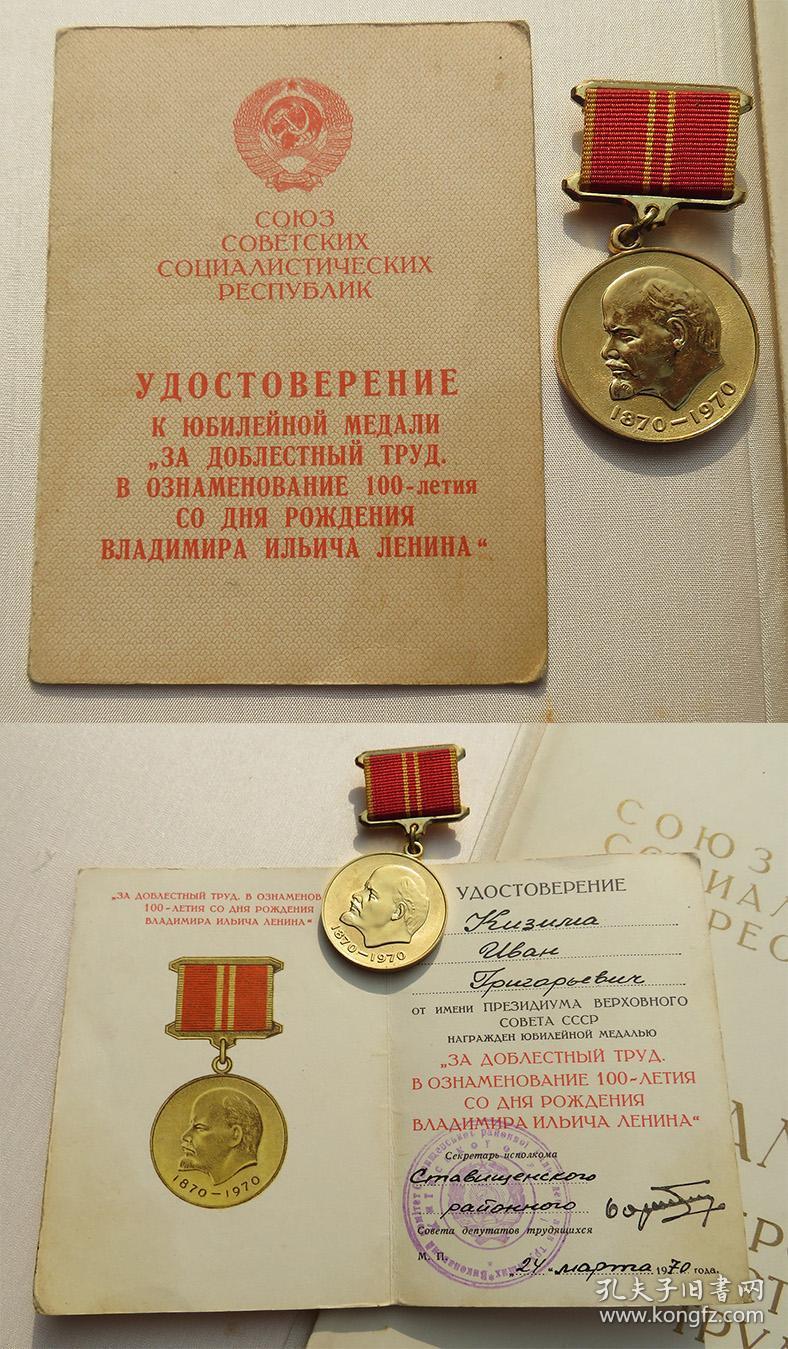 СОЮЗ
СОВЕТСКИХ
СОЦИАЛИСТИЧЕСКИХ
РЕСПУБЛИК
УДОСТОВЕРЕНИЕ
К ЮБИЛЕЙНОЙ МЕДАЛИ
„ЗА ДОБЛЕСТНЫЙ ТРУД.
В ОЗНАМЕНОВАНИЕ 100-летия
СО ДНЯ РОЖДЕНИЯ
ВЛАДИМИРА ИЛЬИЧА ЛЕНИНА“
1870–1970
1870–1970
„ЗА ДОБЛЕСТНЫЙ ТРУД. В ОЗНАМЕНОВ
100-ЛЕТИЯ СО ДНЯ РОЖДЕНИЯ
ВЛАДИМИРА ИЛЬИЧА ЛЕНИНА“
1870–1970
УДОСТОВЕРЕНИЕ
Кизима
Иван
Григарьевич
ОТ ИМЕНИ ПРЕЗИДИУМА ВЕРХОВНОГО
СОВЕТА СССР
НАГРАЖДЕН ЮБИЛЕЙНОЙ МЕДАЛЬЮ
„ЗА ДОБЛЕСТНЫЙ ТРУД.
В ОЗНАМЕНОВАНИЕ 100-ЛЕТИЯ
СО ДНЯ РОЖДЕНИЯ
ВЛАДИМИРА ИЛЬИЧА ЛЕНИНА“
Секретарь исполкома
Ставищенского
районного
Совета депутатов трудящихся
М. П.
„24“ марта 1970 года.
СОЮЗ
孔夫子旧书网
www.kongfz.com